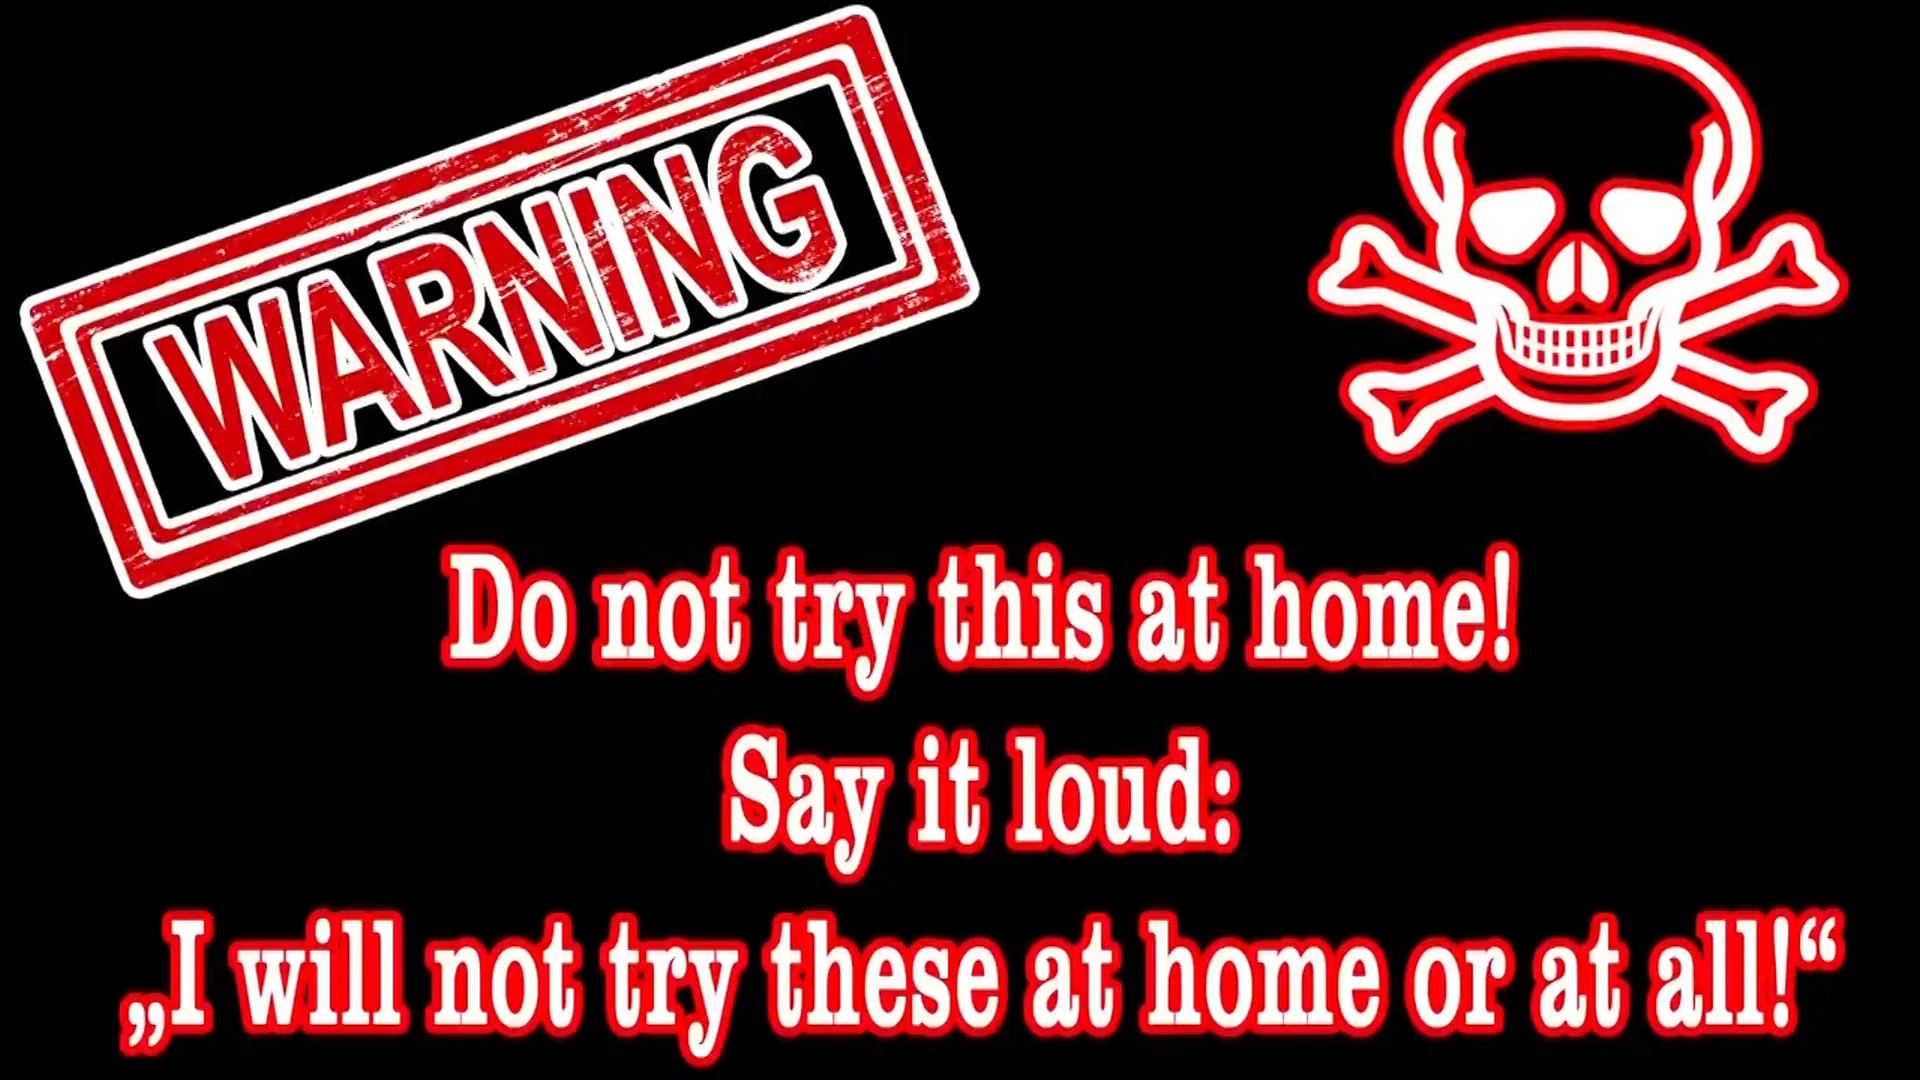 WARNING
Do not try this at home!
Say it loud:
„I will not try these at home or at all!“